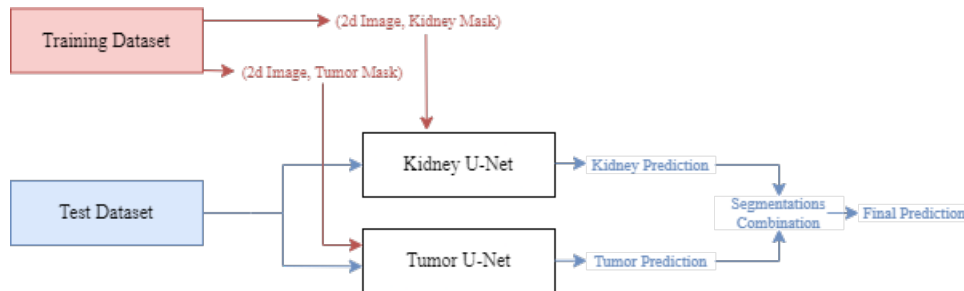 Training Dataset
(2d Image, Kidney Mask)
(2d Image, Tumor Mask)
Kidney U-Net
Kidney Prediction
Test Dataset
Segmentations
Combination
Final Prediction
Tumor U-Net
Tumor Prediction